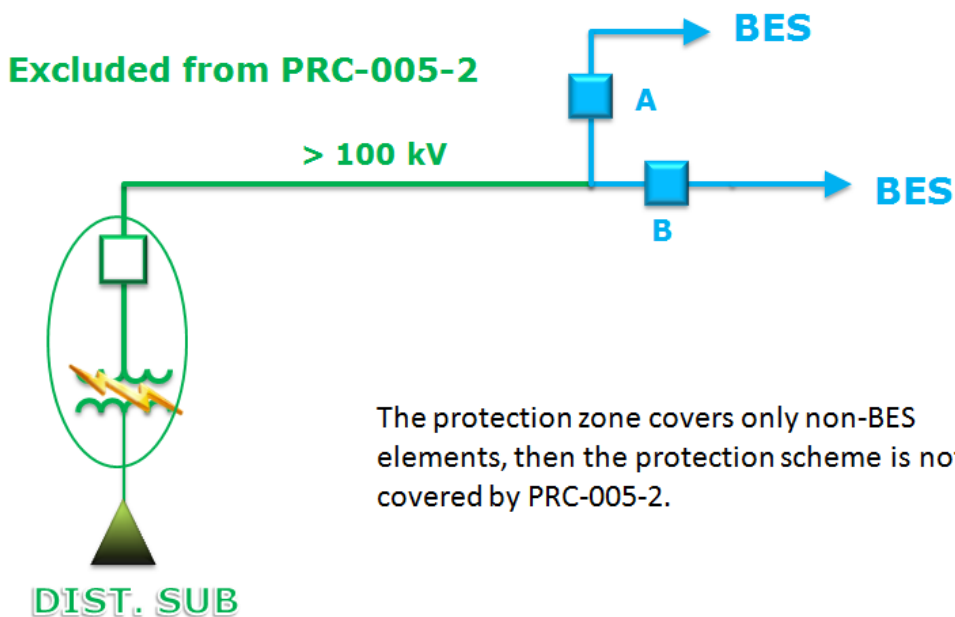 BES
Excluded from PRC-005-2
A
> 100 kV
BES
B
The protection zone covers only non-BES
elements, then the protection scheme is not
covered by PRC-005-2.
DIST. SUB